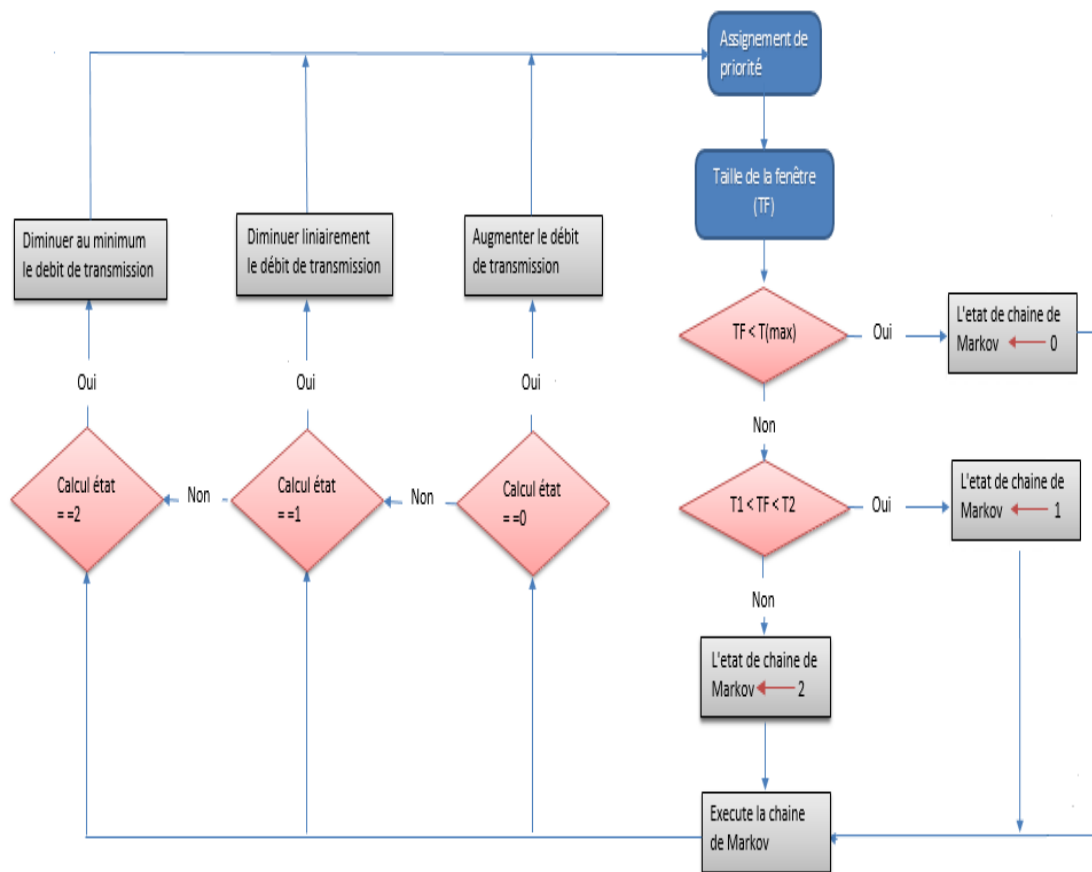 Assignement de
priorité
Taille de la fenêtre
(TF)
Diminuer au minimum
le debit de transmission
Diminuer liniairement
le débit de transmission
Augmenter le débit
de transmission
TF < T(max)
Oui
L'etat de chaine de
Markov ← 0
Oui
Oui
Oui
Non
Calcul état
= =2
Non
Calcul état
= =1
Non
Calcul état
= =0
T1 < TF < T2
Oui
L'etat de chaine de
Markov ← 1
Non
L'etat de chaine de
Markov ← 2
Execute la chaine
de Markov